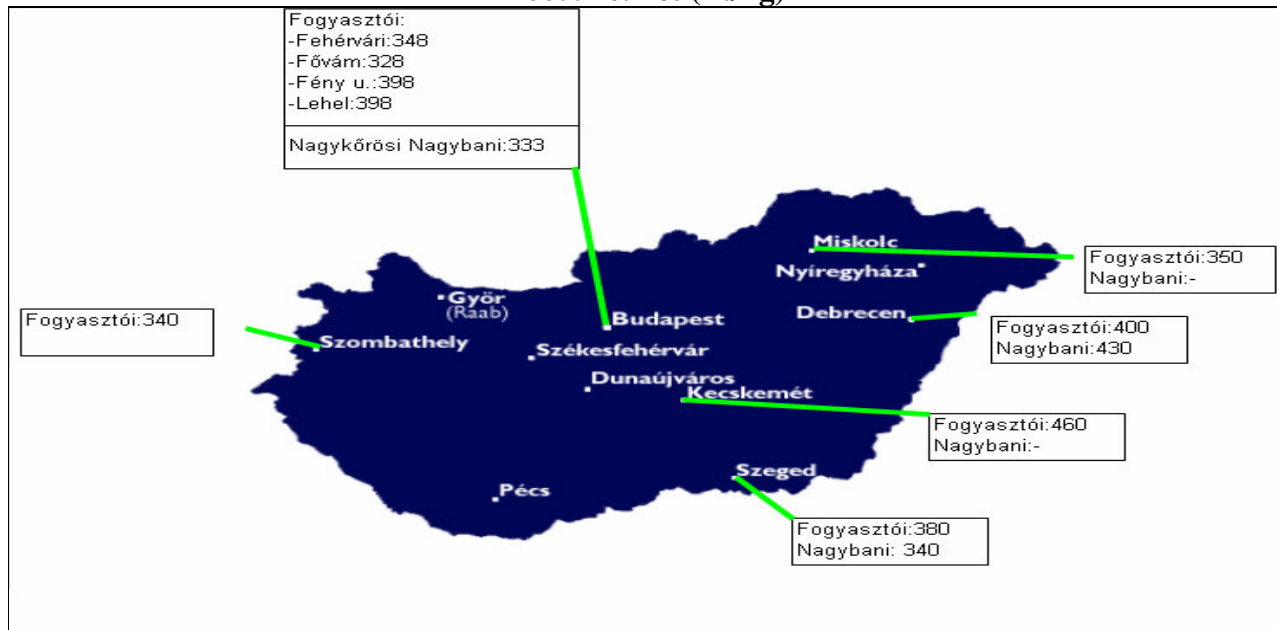 Fogyasztói:
-Fehérvári:348
-Fővám:328
-Fény u.:398
-Lehel:398
Nagykőrösi Nagybani:333
Miskolc
Fogyasztói:350
Nagybani:-
Nyíregyháza
Györ
(Raab)
Budapest
Debrecen
Fogyasztói:400
Nagybani:430
Fogyasztói:340
Szombathely
Székesfehérvár
Dunaújváros
Kecskemét
Fogyasztói:460
Nagybani:-
Szeged
Pécs
Fogyasztói:380
Nagybani: 340